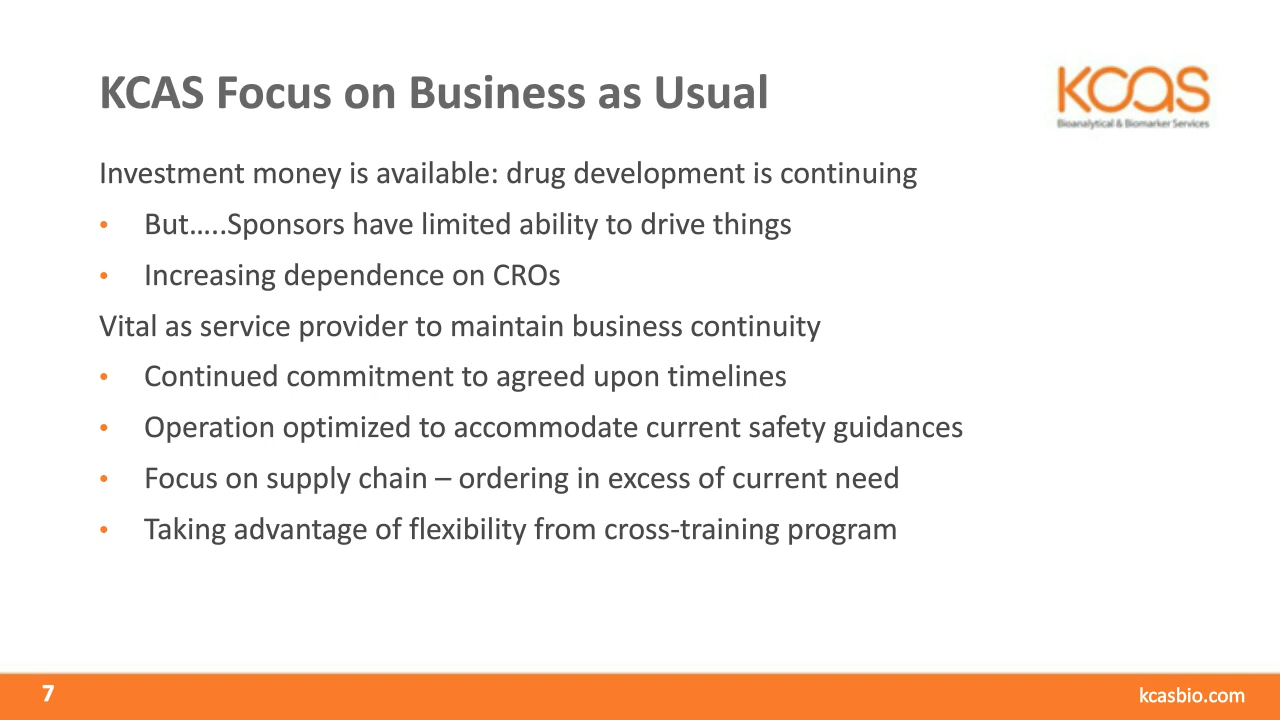 KCAS Focus on Business as Usual
KCAS
Bioanalytical & Biomarker Services
Investment money is available: drug development is continuing
• But.....Sponsors have limited ability to drive things
• Increasing dependence on CROs
Vital as service provider to maintain business continuity
• Continued commitment to agreed upon timelines
• Operation optimized to accommodate current safety guidances
• Focus on supply chain – ordering in excess of current need
• Taking advantage of flexibility from cross-training program
7
kcasbio.com